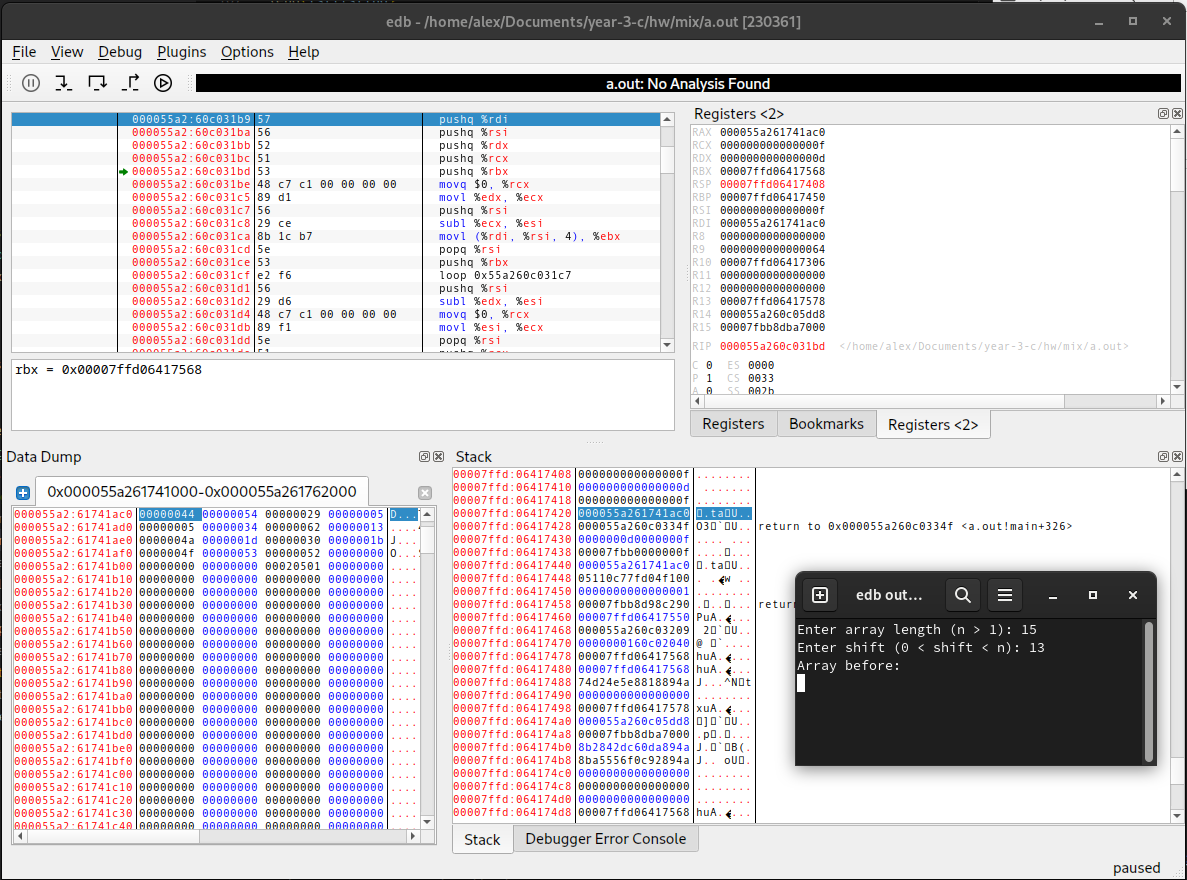 edb - /home/alex/Documents/year-3-c/hw/mix/a.out [230361]
File View Debug Plugins Options Help
a.out: No Analysis Found
000055a2:60c031b9 57 pushq %rdi
000055a2:60c031ba 56 pushq %rsi
000055a2:60c031bb 52 pushq %rdx
000055a2:60c031bc 51 pushq %rcx
000055a2:60c031bd 53 pushq %rbx
000055a2:60c031be 48 c7 c1 00 00 00 00 movq $0, %rcx
000055a2:60c031c5 89 d1 movl %edx, %ecx
000055a2:60c031c7 56 pushq %rsi
000055a2:60c031c8 29 ce subl %ecx, %esi
000055a2:60c031ca 8b 1c b7 movl (%rdi, %rsi, 4), %ebx
000055a2:60c031cd 5e popq %rsi
000055a2:60c031ce 53 pushq %rbx
000055a2:60c031cf e2 f6 loop 0x55a260c031c7
000055a2:60c031d1 56 pushq %rsi
000055a2:60c031d2 29 d6 subl %edx, %esi
000055a2:60c031d4 48 c7 c1 00 00 00 00 movq $0, %rcx
000055a2:60c031db 89 f1 movl %esi, %ecx
000055a2:60c031dd 5e popq %rsi
rbx = 0x00007ffd06417568
Registers <2>
RAX 000055a261741ac0
RCX 000000000000000f
RDX 000000000000000d
RBX 00007ffd06417568
RSP 00007ffd06417408
RBP 00007ffd06417450
RSI 000000000000000f
RDI 000055a261741ac0
R8 0000000000000000
R9 0000000000000064
R10 00007ffd06417306
R11 0000000000000000
R12 0000000000000000
R13 00007ffd06417578
R14 000055a260c05dd8
R15 00007fbb8dba7000
RIP 000055a260c031bd </home/alex/Documents/year-3-c/hw/mix/a.out>
C 0 ES 0000
P 1 CS 0033
A 0 SS 002b
Registers Bookmarks Registers <2>
Data Dump
0x000055a261741000-0x000055a261762000
000055a2:61741ac0 00000044 00000054 00000029 00000005 D...
000055a2:61741ad0 00000005 00000034 00000062 00000013 ....
000055a2:61741ae0 0000004a 0000001d 00000030 0000001b J...
000055a2:61741af0 0000004f 00000053 00000052 00000000 O...
000055a2:61741b00 00000000 00000000 00020501 00000000 ....
000055a2:61741b10 00000000 00000000 00000000 00000000 ....
000055a2:61741b20 00000000 00000000 00000000 00000000 ....
000055a2:61741b30 00000000 00000000 00000000 00000000 ....
000055a2:61741b40 00000000 00000000 00000000 00000000 ....
000055a2:61741b50 00000000 00000000 00000000 00000000 ....
000055a2:61741b60 00000000 00000000 00000000 00000000 ....
000055a2:61741b70 00000000 00000000 00000000 00000000 ....
000055a2:61741b80 00000000 00000000 00000000 00000000 ....
000055a2:61741b90 00000000 00000000 00000000 00000000 ....
000055a2:61741ba0 00000000 00000000 00000000 00000000 ....
000055a2:61741bb0 00000000 00000000 00000000 00000000 ....
000055a2:61741bc0 00000000 00000000 00000000 00000000 ....
000055a2:61741bd0 00000000 00000000 00000000 00000000 ....
000055a2:61741be0 00000000 00000000 00000000 00000000 ....
000055a2:61741bf0 00000000 00000000 00000000 00000000 ....
000055a2:61741c00 00000000 00000000 00000000 00000000 ....
000055a2:61741c10 00000000 00000000 00000000 00000000 ....
000055a2:61741c20 00000000 00000000 00000000 00000000 ....
000055a2:61741c30 00000000 00000000 00000000 00000000 ....
000055a2:61741c40 00000000 00000000 00000000 00000000 ....
Stack
00007ffd:06417408 000000000000000f ........
00007ffd:06417410 000000000000000d ........
00007ffd:06417418 000000000000000f ........
00007ffd:06417420 000055a261741ac0
00007ffd:06417428 000055a260c0334f return to 0x000055a260c0334f <a.out!main+326>
00007ffd:06417430 0000000d0000000f
00007ffd:06417438 00007fbb0000000f
00007ffd:06417440 000055a261741ac0
00007ffd:06417448 05110c77fd04f100
00007ffd:06417450 0000000000000001
00007ffd:06417458 00007fbb8d98c290
00007ffd:06417460 00007ffd06417550
00007ffd:06417468 000055a260c03209
00007ffd:06417470 0000000160c02040
00007ffd:06417478 00007ffd06417568
00007ffd:06417480 00007ffd06417568
00007ffd:06417488 74d24e5e8818894a
00007ffd:06417490 0000000000000000 ........
00007ffd:06417498 00007ffd06417578
00007ffd:064174a0 000055a260c05dd8
00007ffd:064174a8 00007fbb8dba7000
00007ffd:064174b0 8b2842dc60da894a
00007ffd:064174b8 8ba5556f0c92894a
00007ffd:064174c0 0000000000000000 ........
00007ffd:064174c8 0000000000000000 ........
00007ffd:064174d0 0000000000000000 ........
00007ffd:064174d8 00007ffd06417568
edb out...
Enter array length (n > 1): 15
Enter shift (0 < shift < n): 13
Array before:
Stack Debugger Error Console
paused